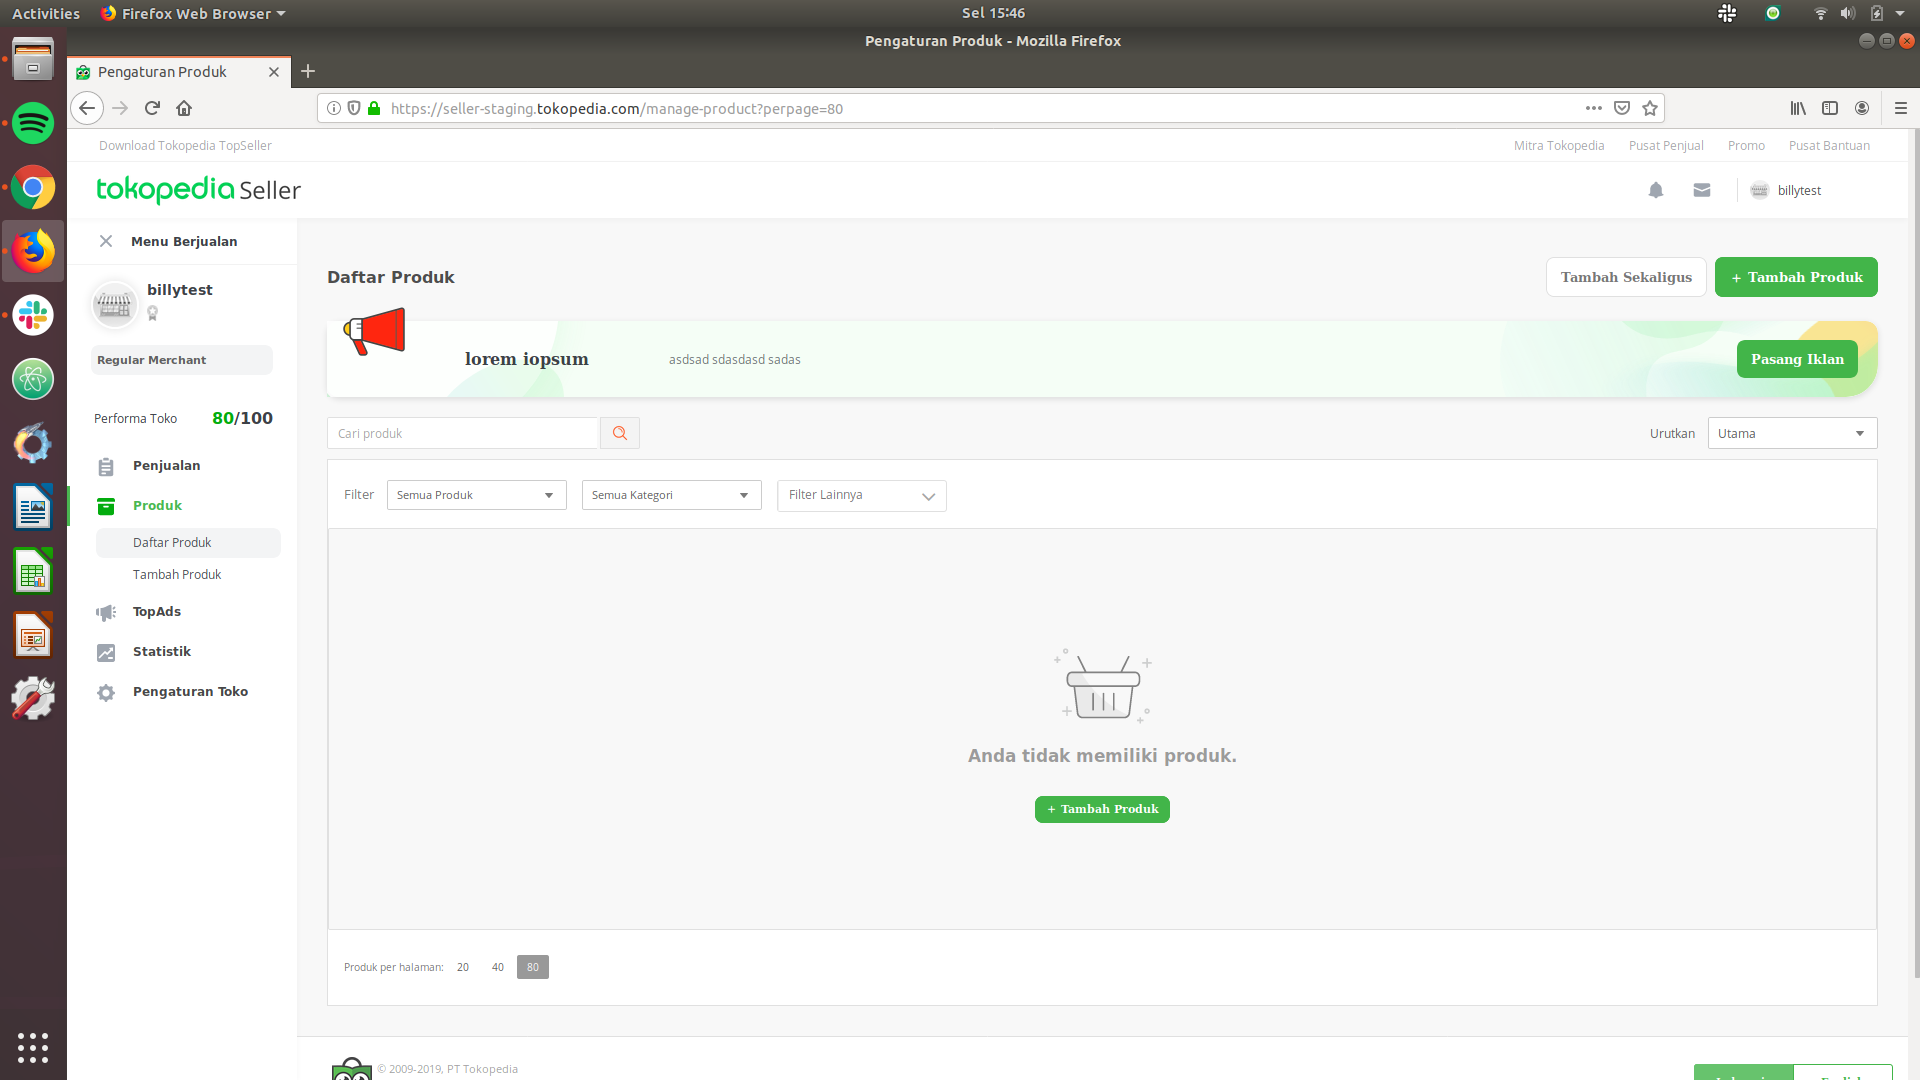 Activities
Firefox Web Browser
Sel 15:46
Pengaturan Produk - Mozilla Firefox
Pengaturan Produk
https://seller-staging.tokopedia.com/manage-product?perpage=80
Download Tokopedia TopSeller
Mitra Tokopedia
Pusat Penjual
Promo
Pusat Bantuan
tokopedia Seller
billytest
Menu Berjualan
billytest
Regular Merchant
Performa Toko 80/100
Penjualan
Produk
Daftar Produk
Tambah Produk
TopAds
Statistik
Pengaturan Toko
Daftar Produk
Tambah Sekaligus
+ Tambah Produk
lorem iopsum
asdsad sdasdasd sadas
Pasang Iklan
Cari produk
Urutkan
Utama
Filter
Semua Produk
Semua Kategori
Filter Lainnya
Anda tidak memiliki produk.
+ Tambah Produk
Produk per halaman: 20 40 80
© 2009-2019, PT Tokopedia